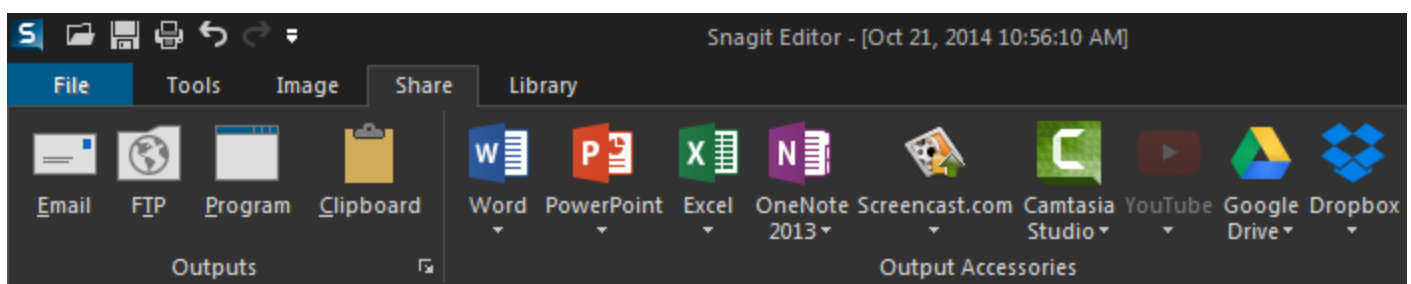 Snagit Editor - [Oct 21, 2014 10:56:10 AM]
File Tools Image Share Library
Email FTP Program Clipboard Word PowerPoint Excel OneNote 2013 Screencast.com Camtasia Studio YouTube Google Drive Dropbox
Outputs Output Accessories